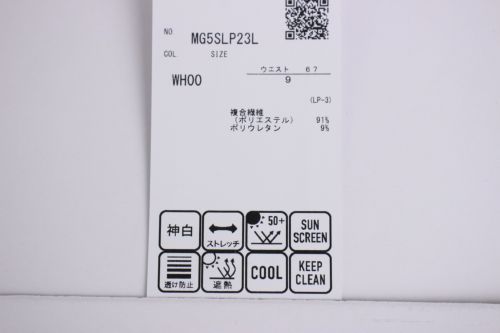 NO MG5SLP23L
COL. SIZE
WH00 ウエスト 67
9
(LP-3)
複合繊維
(ポリエステル) 91%
ポリウレタン 9%
神白 ストレッチ 50+ SUN SCREEN
透け防止 遮熱 COOL KEEP CLEAN